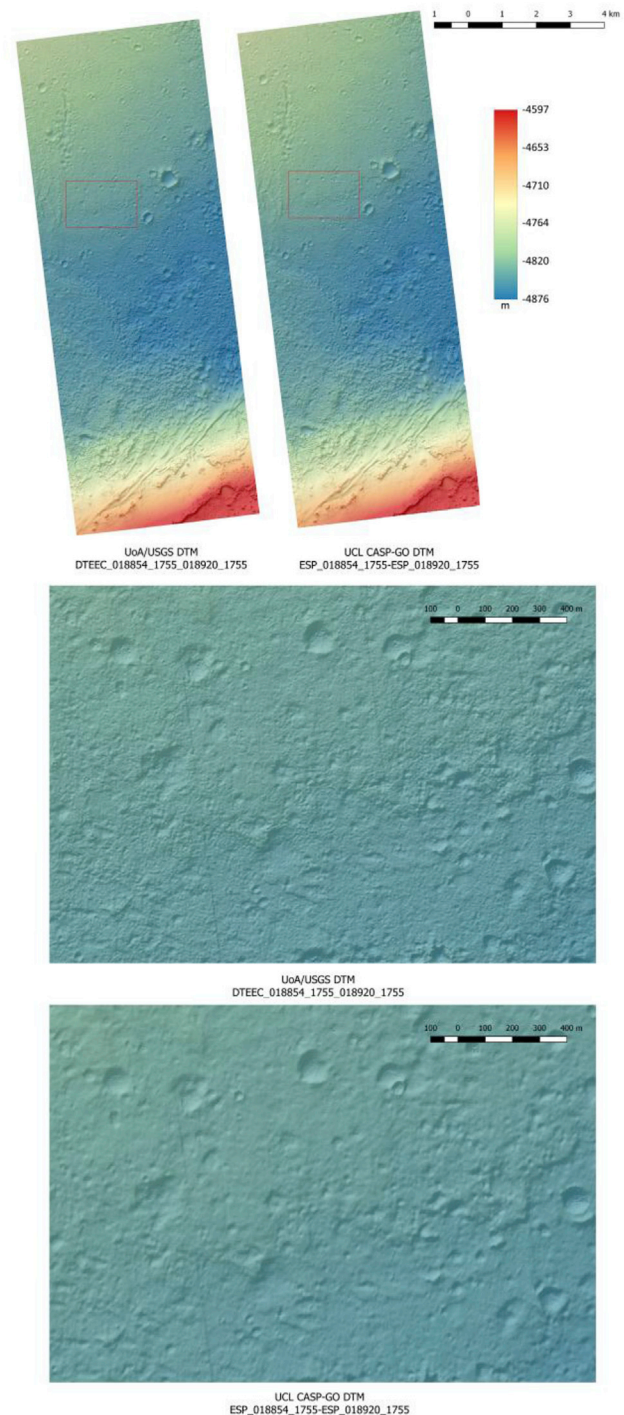 1 0 1 2 3 4 km
-4597
-4653
-4710
-4764
-4820
-4876
m
UoA/USGS DTM
DTEEC_018854_1755_018920_1755
UCL CASP-GO DTM
ESP_018854_1755-ESP_018920_1755
100 0 100 200 300 400 m
UoA/USGS DTM
DTEEC_018854_1755_018920_1755
100 0 100 200 300 400 m
UCL CASP-GO DTM
ESP_018854_1755-ESP_018920_1755